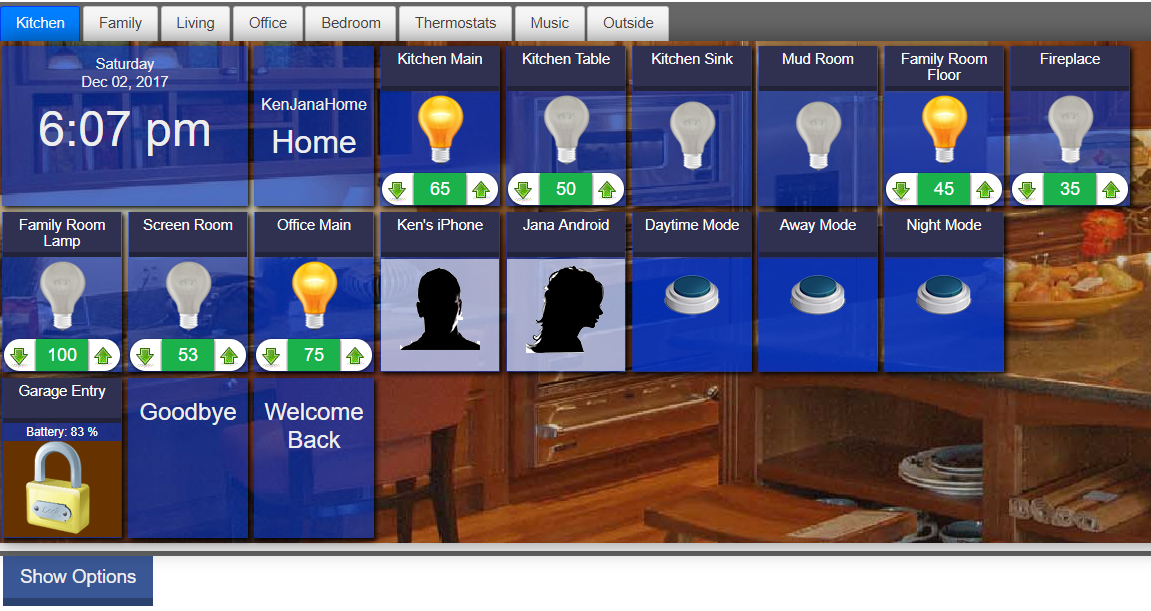 Kitchen
Family
Living
Office
Bedroom
Thermostats
Music
Outside
Saturday
Dec 02, 2017
6:07 pm
KenJanaHome
Home
Kitchen Main
65
Kitchen Table
50
Kitchen Sink
Mud Room
Family Room
Floor
45
Fireplace
35
Family Room
Lamp
100
Screen Room
53
Office Main
75
Ken's iPhone
Jana Android
Daytime Mode
Away Mode
Night Mode
Garage Entry
Battery: 83 %
Goodbye
Welcome
Back
Show Options